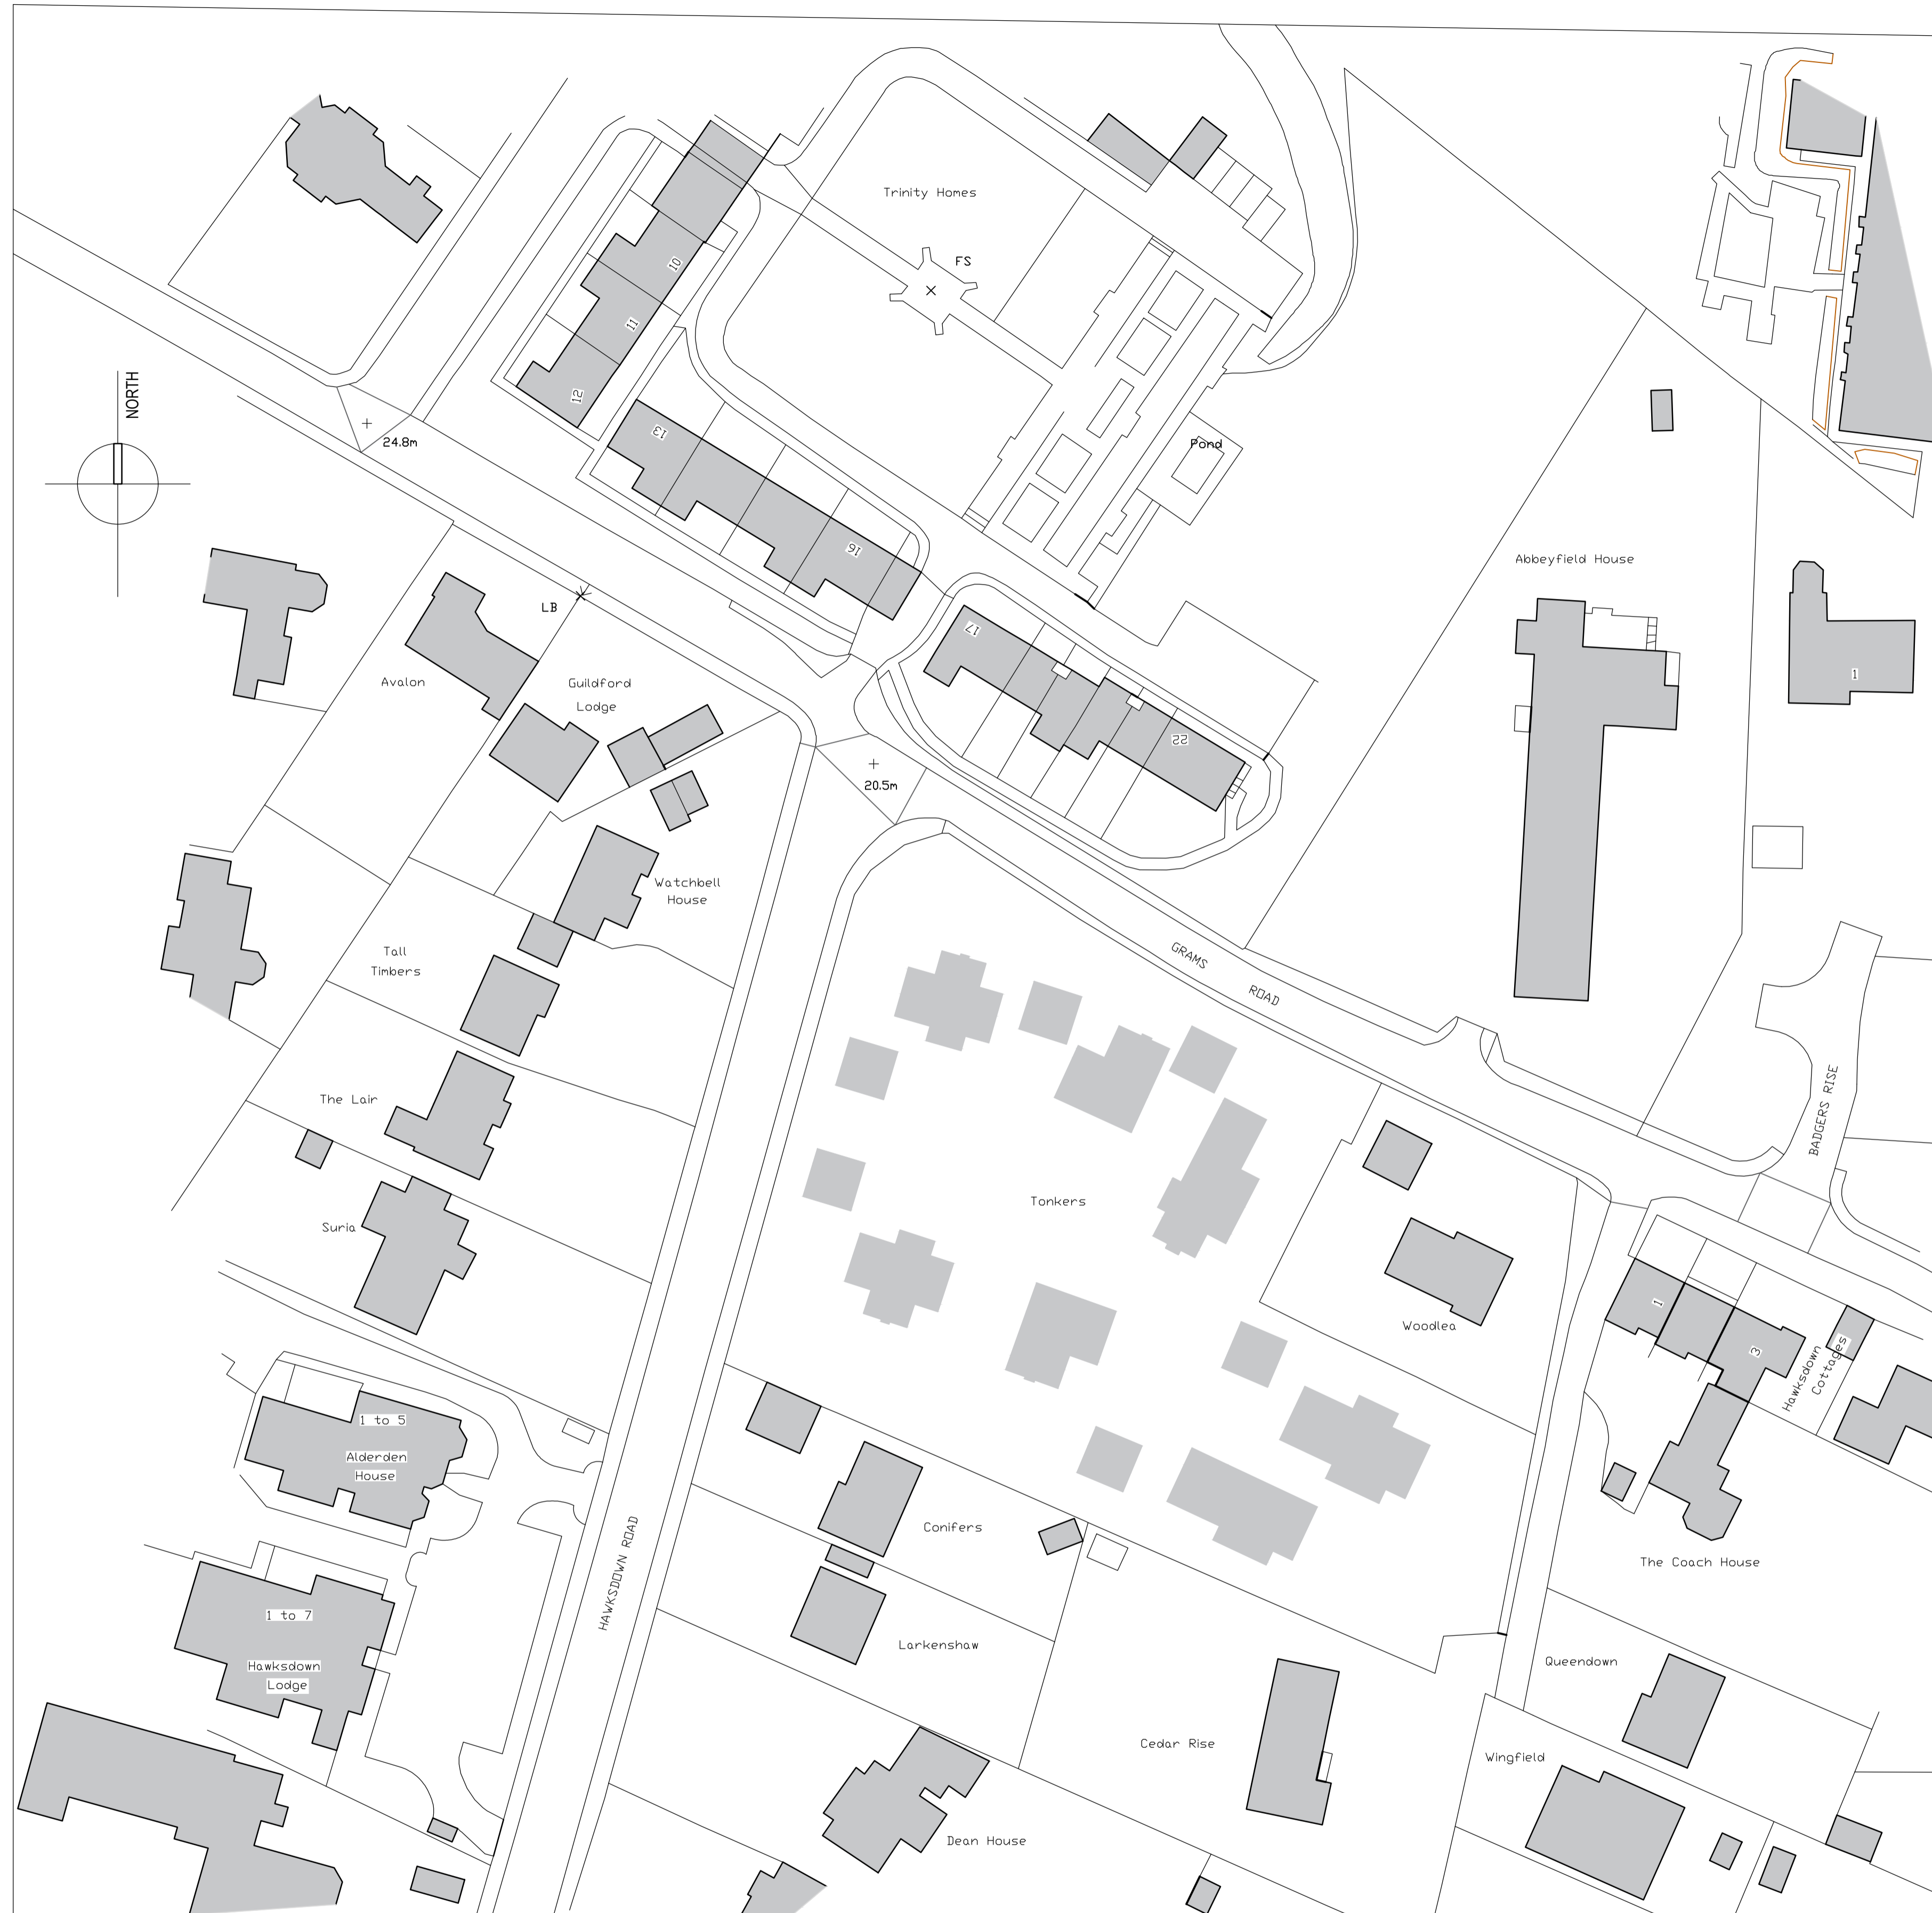 Trinity Homes
FS
10
11
12
NORTH
24.8m
13
16
Pond
Abbeyfield House
LB
17
22
1
Avalon
Guildford
Lodge
20.5m
Watchbell
House
Tall
Timbers
GRAMS
ROAD
The Lair
BADGERS RISE
Tonkers
Suria
Woodlea
1
3
Hawksdown
Cottages
1 to 5
Alderden
House
HAWKSDOWN ROAD
Conifers
The Coach House
1 to 7
Larkenshaw
Hawksdown
Lodge
Queendown
Cedar Rise
Wingfield
Dean House